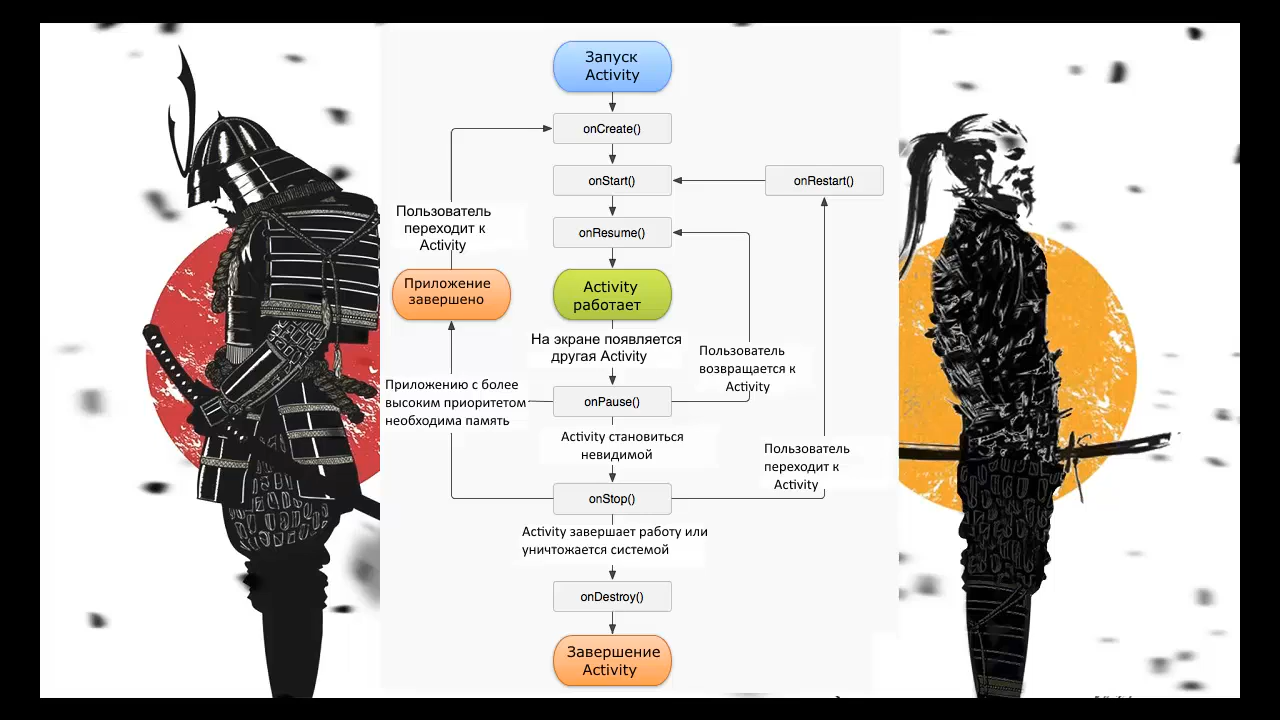 Запуск
Activity
onCreate()
onStart()
onRestart()
Пользователь
переходит к
Activity
onResume()
Приложение
завершено
Activity
работает
На экране появляется
другая Activity
Пользователь
возвращается к
Activity
Приложению с более
высоким приоритетом
необходима память
onPause()
Activity становиться
невидимой
Пользователь
переходит к
Activity
onStop()
Activity завершает работу или
уничтожается системой
onDestroy()
Завершение
Activity